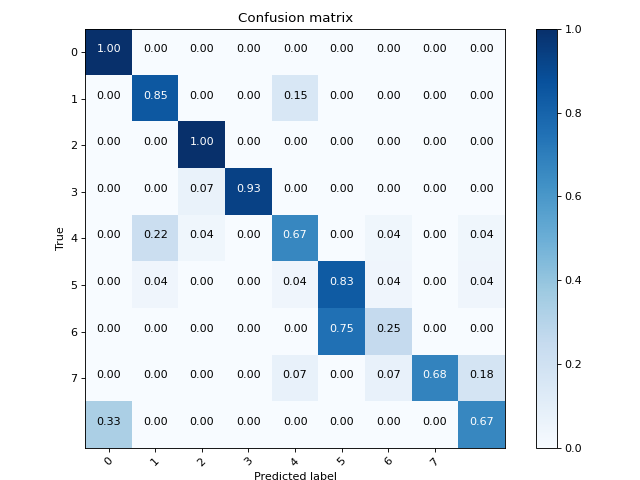 Confusion matrix
0 1.00 0.00 0.00 0.00 0.00 0.00 0.00 0.00 0.00
1 0.00 0.85 0.00 0.00 0.15 0.00 0.00 0.00 0.00
2 0.00 0.00 1.00 0.00 0.00 0.00 0.00 0.00 0.00
3 0.00 0.00 0.07 0.93 0.00 0.00 0.00 0.00 0.00
4 0.00 0.22 0.04 0.00 0.67 0.00 0.04 0.00 0.04
5 0.00 0.04 0.00 0.00 0.04 0.83 0.04 0.00 0.04
6 0.00 0.00 0.00 0.00 0.00 0.75 0.25 0.00 0.00
7 0.00 0.00 0.00 0.00 0.07 0.00 0.07 0.68 0.18
0.33 0.00 0.00 0.00 0.00 0.00 0.00 0.00 0.67
0 1 2 3 4 5 6 7
True
Predicted label
1.0
0.8
0.6
0.4
0.2
0.0